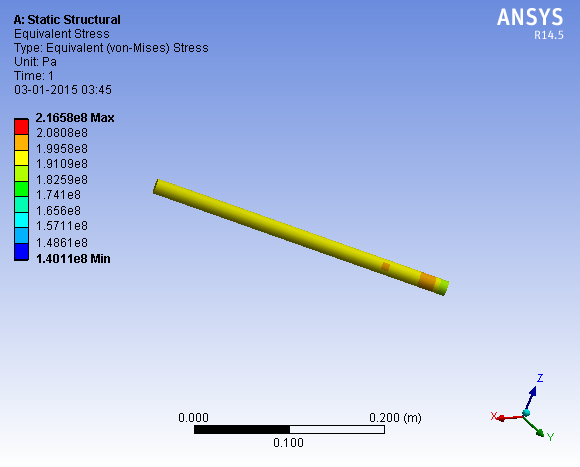 A: Static Structural
Equivalent Stress
Type: Equivalent (von-Mises) Stress
Unit: Pa
Time: 1
03-01-2015 03:45
ANSYS
R14.5
2.1658e8 Max
2.0808e8
1.9958e8
1.9109e8
1.8259e8
1.741e8
1.656e8
1.5711e8
1.4861e8
1.4011e8 Min
0.000 0.200 (m)
0.100
Z
X
Y